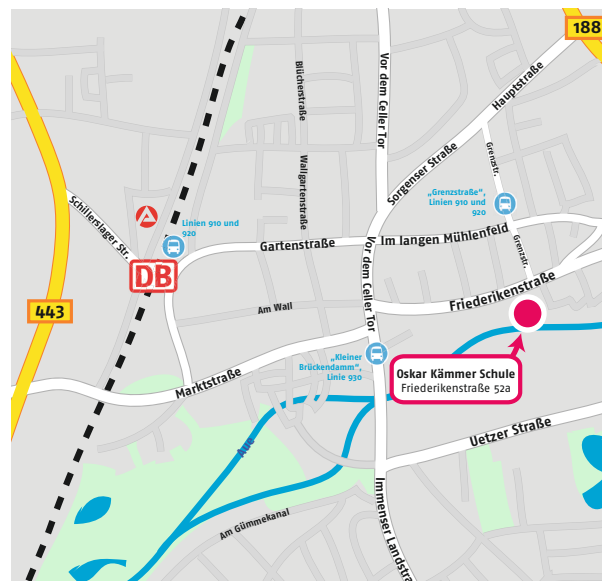 188
Blücherstraße
Vor dem Celler Tor
Hauptstraße
Wallgartenstraße
Sorgenser Straße
Grenzstr.
„Grenzstraße“,
Linien 910 und
920
Schillerslager Str.
Linien 910 und
920
Gartenstraße
Im langen Mühlenfeld
Vor dem Celler Tor
Grenzstr.
DB
443
Am Wall
Friederikenstraße
„Kleiner
Brückendamm“,
Linie 930
Oskar Kämmer Schule
Friederikenstraße 52a
Marktstraße
Uetzer Straße
Aue
Am Gümmekanal
Immenser Landstra